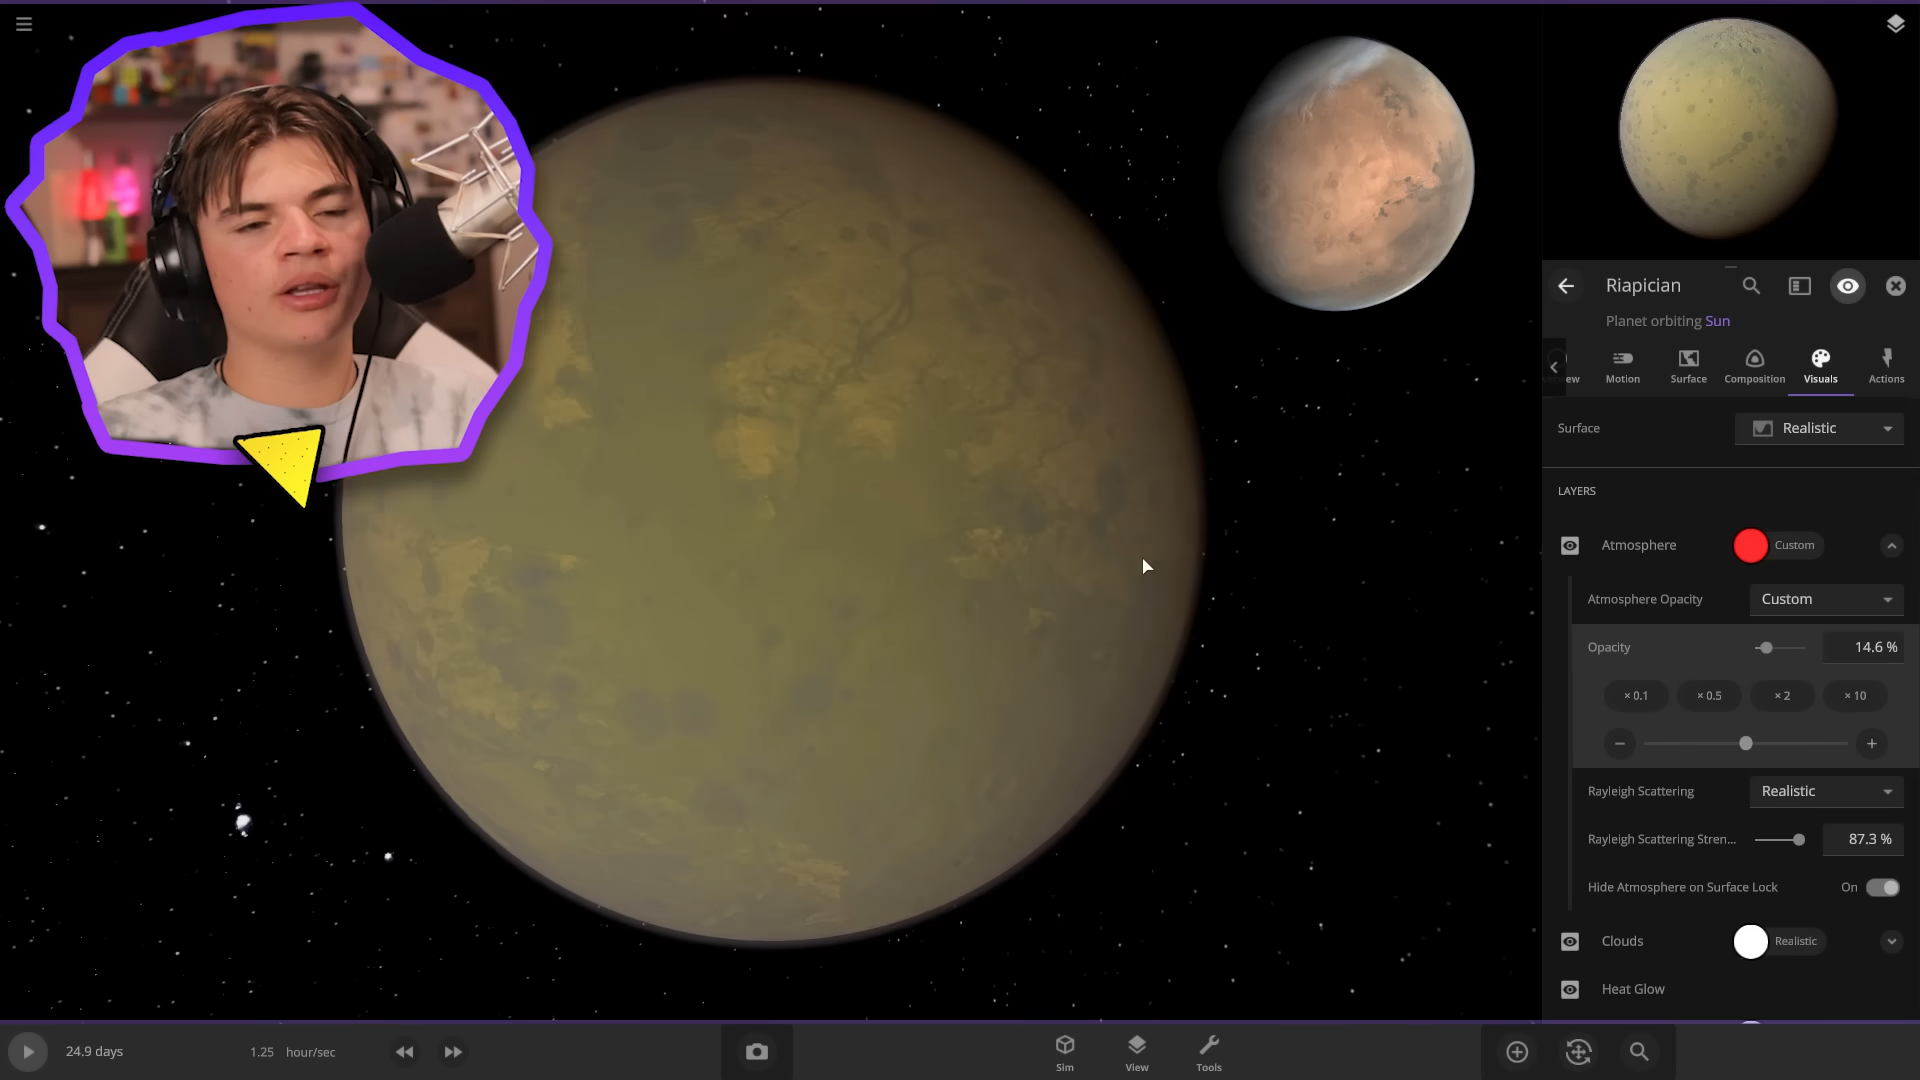 Riapician
Planet orbiting Sun
Motion
Surface
Composition
Visuals
Actions
Surface
Realistic
LAYERS
Atmosphere
Custom
Atmosphere Opacity
Custom
Opacity
14.6 %
× 0.1
× 0.5
× 2
× 10
Rayleigh Scattering
Realistic
Rayleigh Scattering Stren...
87.3 %
Hide Atmosphere on Surface Lock
On
Clouds
Realistic
Heat Glow
24.9 days
1.25 hour/sec
Sim
View
Tools